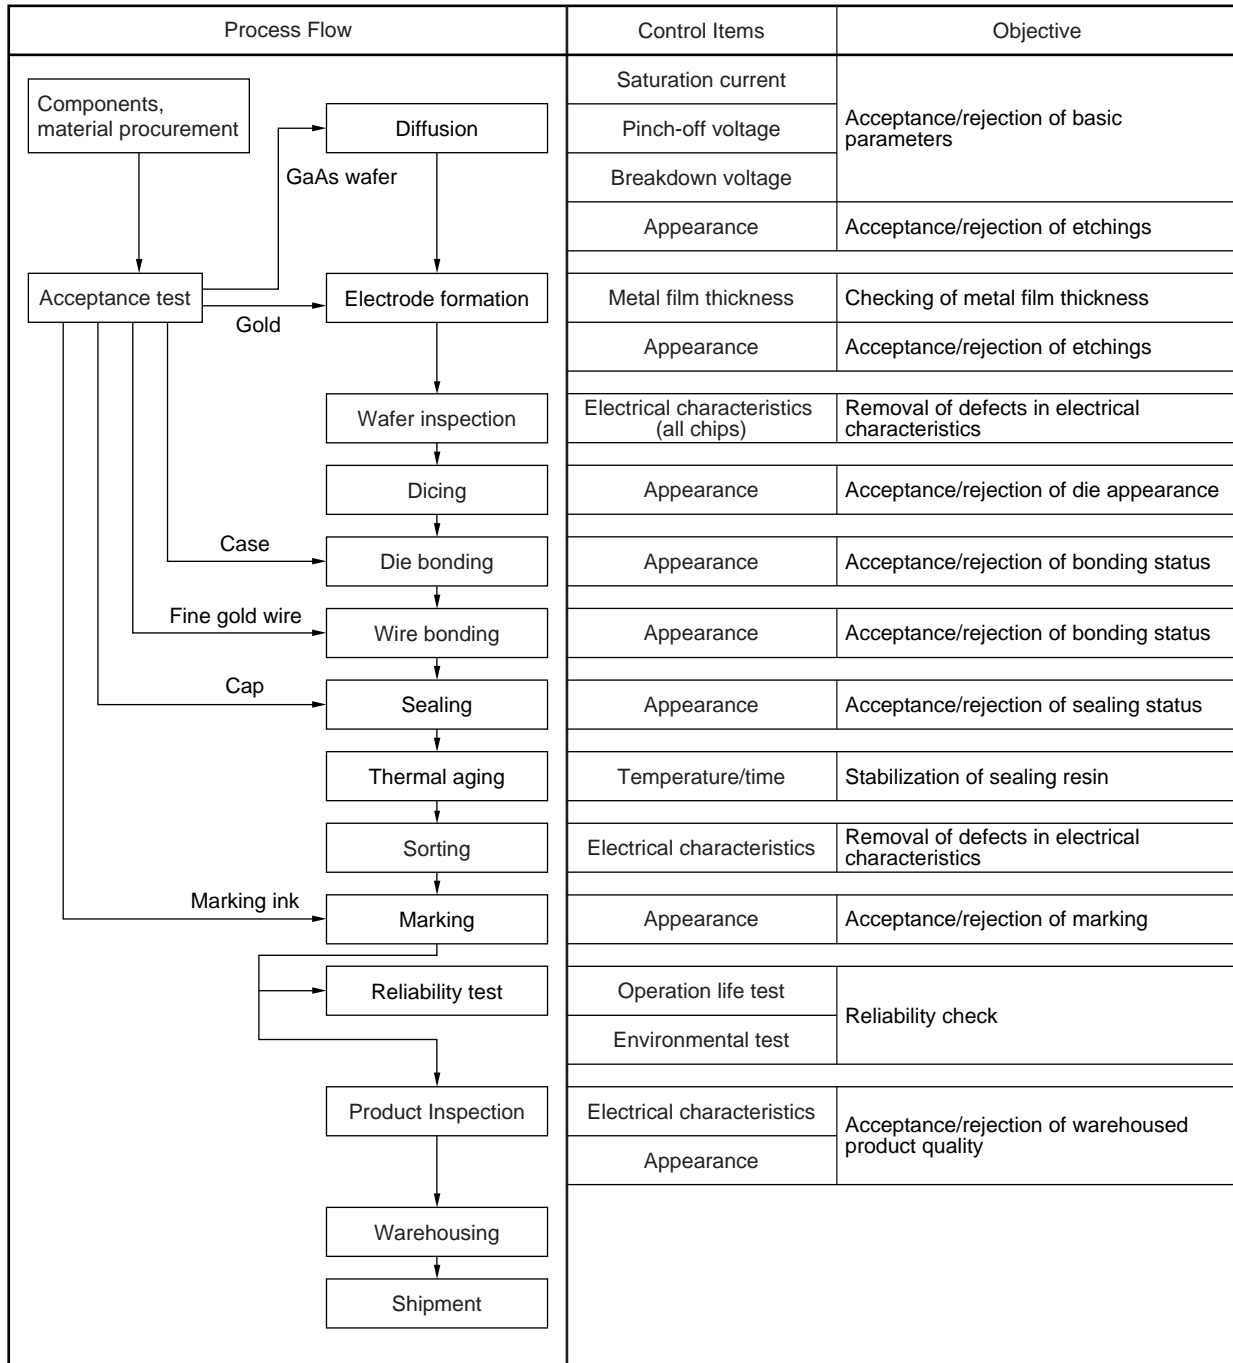 Process Flow
Control Items
Objective
Components,
material procurement
Diffusion
GaAs wafer
Saturation current
Pinch-off voltage
Breakdown voltage
Acceptance/rejection of basic
parameters
Appearance
Acceptance/rejection of etchings
Acceptance test
Gold
Electrode formation
Metal film thickness
Checking of metal film thickness
Appearance
Acceptance/rejection of etchings
Wafer inspection
Electrical characteristics
(all chips)
Removal of defects in electrical
characteristics
Dicing
Appearance
Acceptance/rejection of die appearance
Case
Die bonding
Appearance
Acceptance/rejection of bonding status
Fine gold wire
Wire bonding
Appearance
Acceptance/rejection of bonding status
Cap
Sealing
Appearance
Acceptance/rejection of sealing status
Thermal aging
Temperature/time
Stabilization of sealing resin
Sorting
Electrical characteristics
Removal of defects in electrical
characteristics
Marking ink
Marking
Appearance
Acceptance/rejection of marking
Reliability test
Operation life test
Environmental test
Reliability check
Product Inspection
Electrical characteristics
Appearance
Acceptance/rejection of warehoused
product quality
Warehousing
Shipment